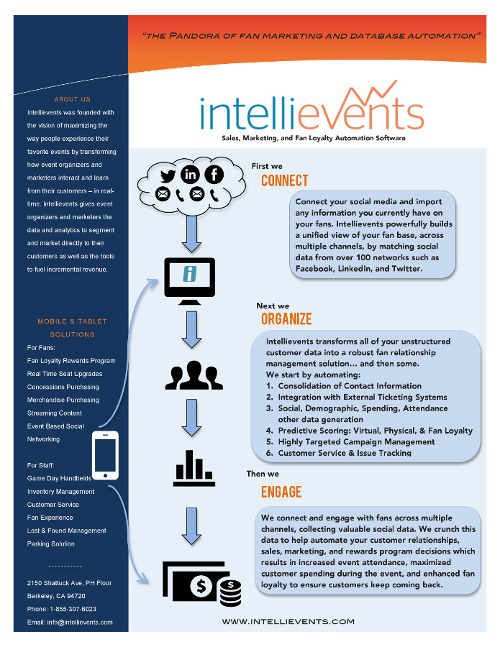 "THE PANDORA OF FAN MARKETING AND DATABASE AUTOMATION"
intellievents
Sales, Marketing, and Fan Loyalty Automation Software
ABOUT US
Intellievents was founded with
the vision of maximizing the
way people experience their
favorite events by transforming
how event organizers and
marketers interact and learn
from their customers – in real-
time. Intellievents gives event
organizers and marketers the
data and analytics to segment
and market directly to their
customers as well as the tools
to fuel incremental revenue.
MOBILE & TABLET
SOLUTIONS
For Fans:
Fan Loyalty Rewards Program
Real Time Seat Upgrades
Concessions Purchasing
Merchandise Purchasing
Streaming Content
Event Based Social
Networking
For Staff:
Game Day Handhelds
Inventory Management
Customer Service
Fan Experience
Lost & Found Management
Parking Solution
-----------
2150 Shattuck Ave, PH Floor
Berkeley, CA 94720
Phone: 1-855-307-6023
Email: info@intellievents.com
in f
i
$
$
First we
CONNECT
Connect your social media and import
any information you currently have on
your fans. Intellievents powerfully builds
a unified view of your fan base, across
multiple channels, by matching social
data from over 100 networks such as
Facebook, LinkedIn, and Twitter.
Next we
ORGANIZE
Intellievents transforms all of your unstructured
customer data into a robust fan relationship
management solution... and then some.
We start by automating:
1. Consolidation of Contact Information
2. Integration with External Ticketing Systems
3. Social, Demographic, Spending, Attendance
other data generation
4. Predictive Scoring: Virtual, Physical, & Fan Loyalty
5. Highly Targeted Campaign Management
6. Customer Service & Issue Tracking
Then we
ENGAGE
We connect and engage with fans across multiple
channels, collecting valuable social data. We crunch this
data to help automate your customer relationships,
sales, marketing, and rewards program decisions which
results in increased event attendance, maximized
customer spending during the event, and enhanced fan
loyalty to ensure customers keep coming back.
WWW.INTELLIEVENTS.COM